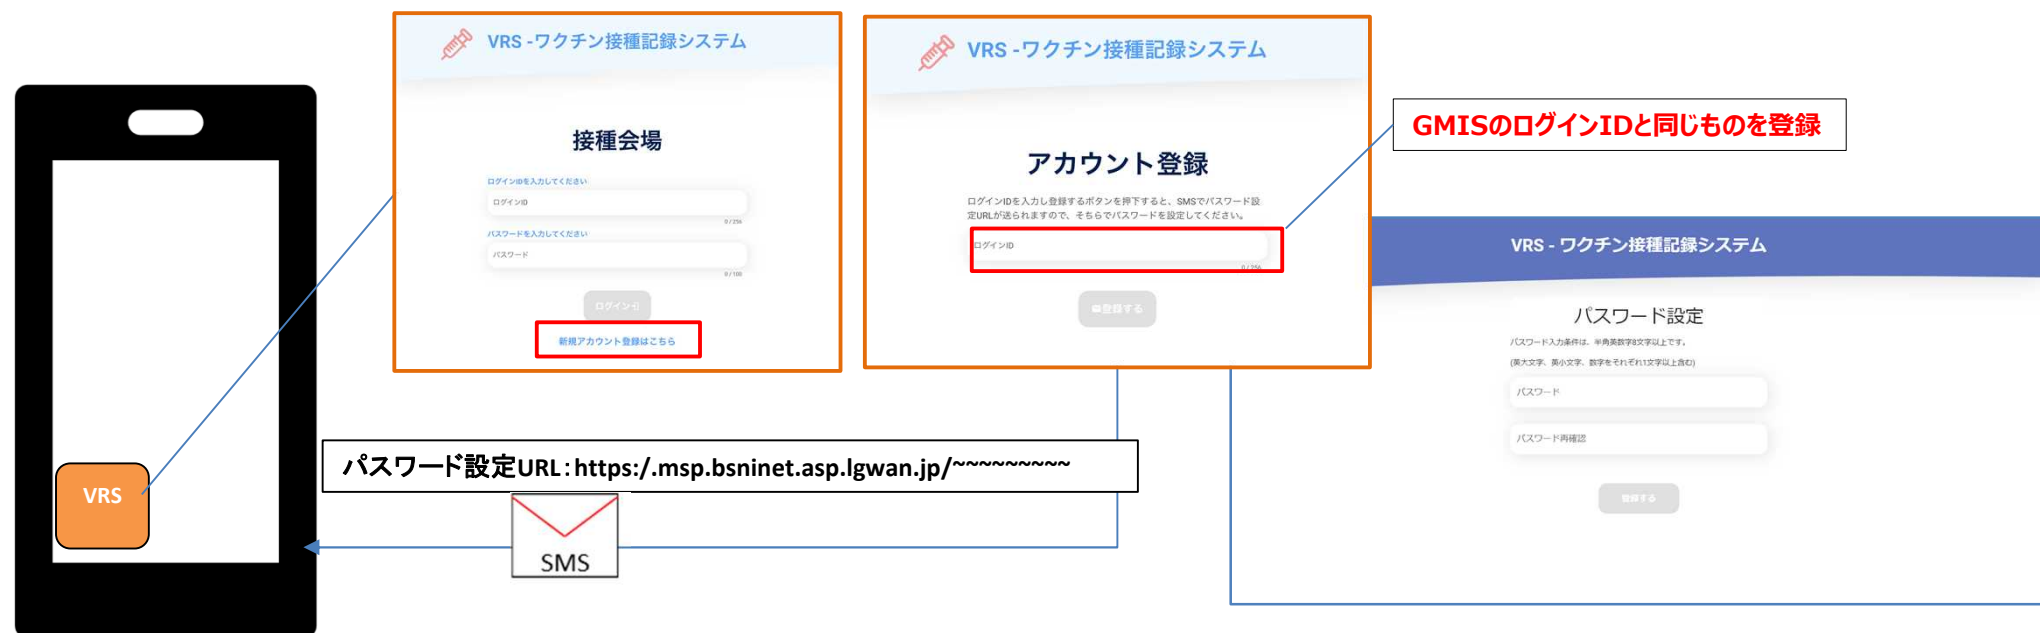 VRS -ワクチン接種記録システム
接種会場
ログインIDを入力してください
ログインID
0 / 256
パスワードを入力してください
パスワード
0 / 100
ログイン
新規アカウント登録はこちら
VRS -ワクチン接種記録システム
アカウント登録
ログインIDを入力し登録するボタンを押下すると、SMSでパスワード設
定URLが送られますので、そちらでパスワードを設定してください。
ログインID
0 / 256
登録する
GMISのログインIDと同じものを登録
VRS - ワクチン接種記録システム
パスワード設定
パスワード入力条件は、半角英数字8文字以上です。
(英大文字、英小文字、数字をそれぞれ1文字以上含む)
パスワード
パスワード再確認
登録する
パスワード設定URL：https:/.msp.bsninet.asp.lgwan.jp/~~~~~~~~~
VRS
SMS